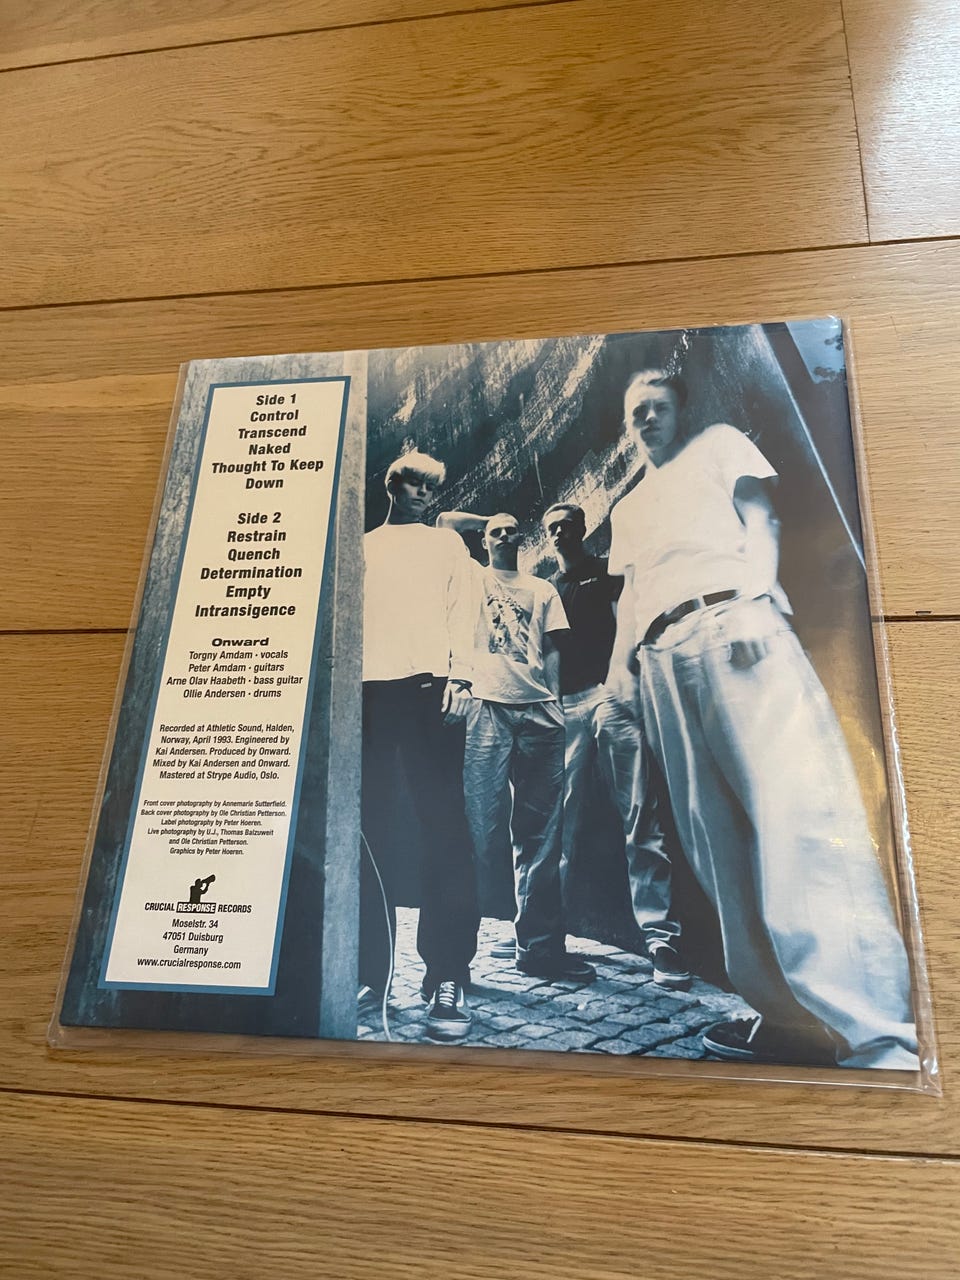 Side 1
Control
Transcend
Naked
Thought To Keep
Down
Side 2
Restrain
Quench
Determination
Empty
Intransigence
Onward
Torgny Amdam · vocals
Peter Amdam · guitars
Arne Olav Haabeth · bass guitar
Ollie Andersen · drums
Recorded at Athletic Sound, Halden,
Norway, April 1993. Engineered by
Kai Andersen. Produced by Onward.
Mixed by Kai Andersen and Onward.
Mastered at Strype Audio, Oslo.
Front cover photography by Annemarie Sutterfield.
Back cover photography by Ole Christian Petterson.
Label photography by Peter Hoeren.
Live photography by U.J., Thomas Balzuweit
and Ole Christian Petterson.
Graphics by Peter Hoeren.
CRUCIAL RESPONSE RECORDS
Moselstr. 34
47051 Duisburg
Germany
www.crucialresponse.com